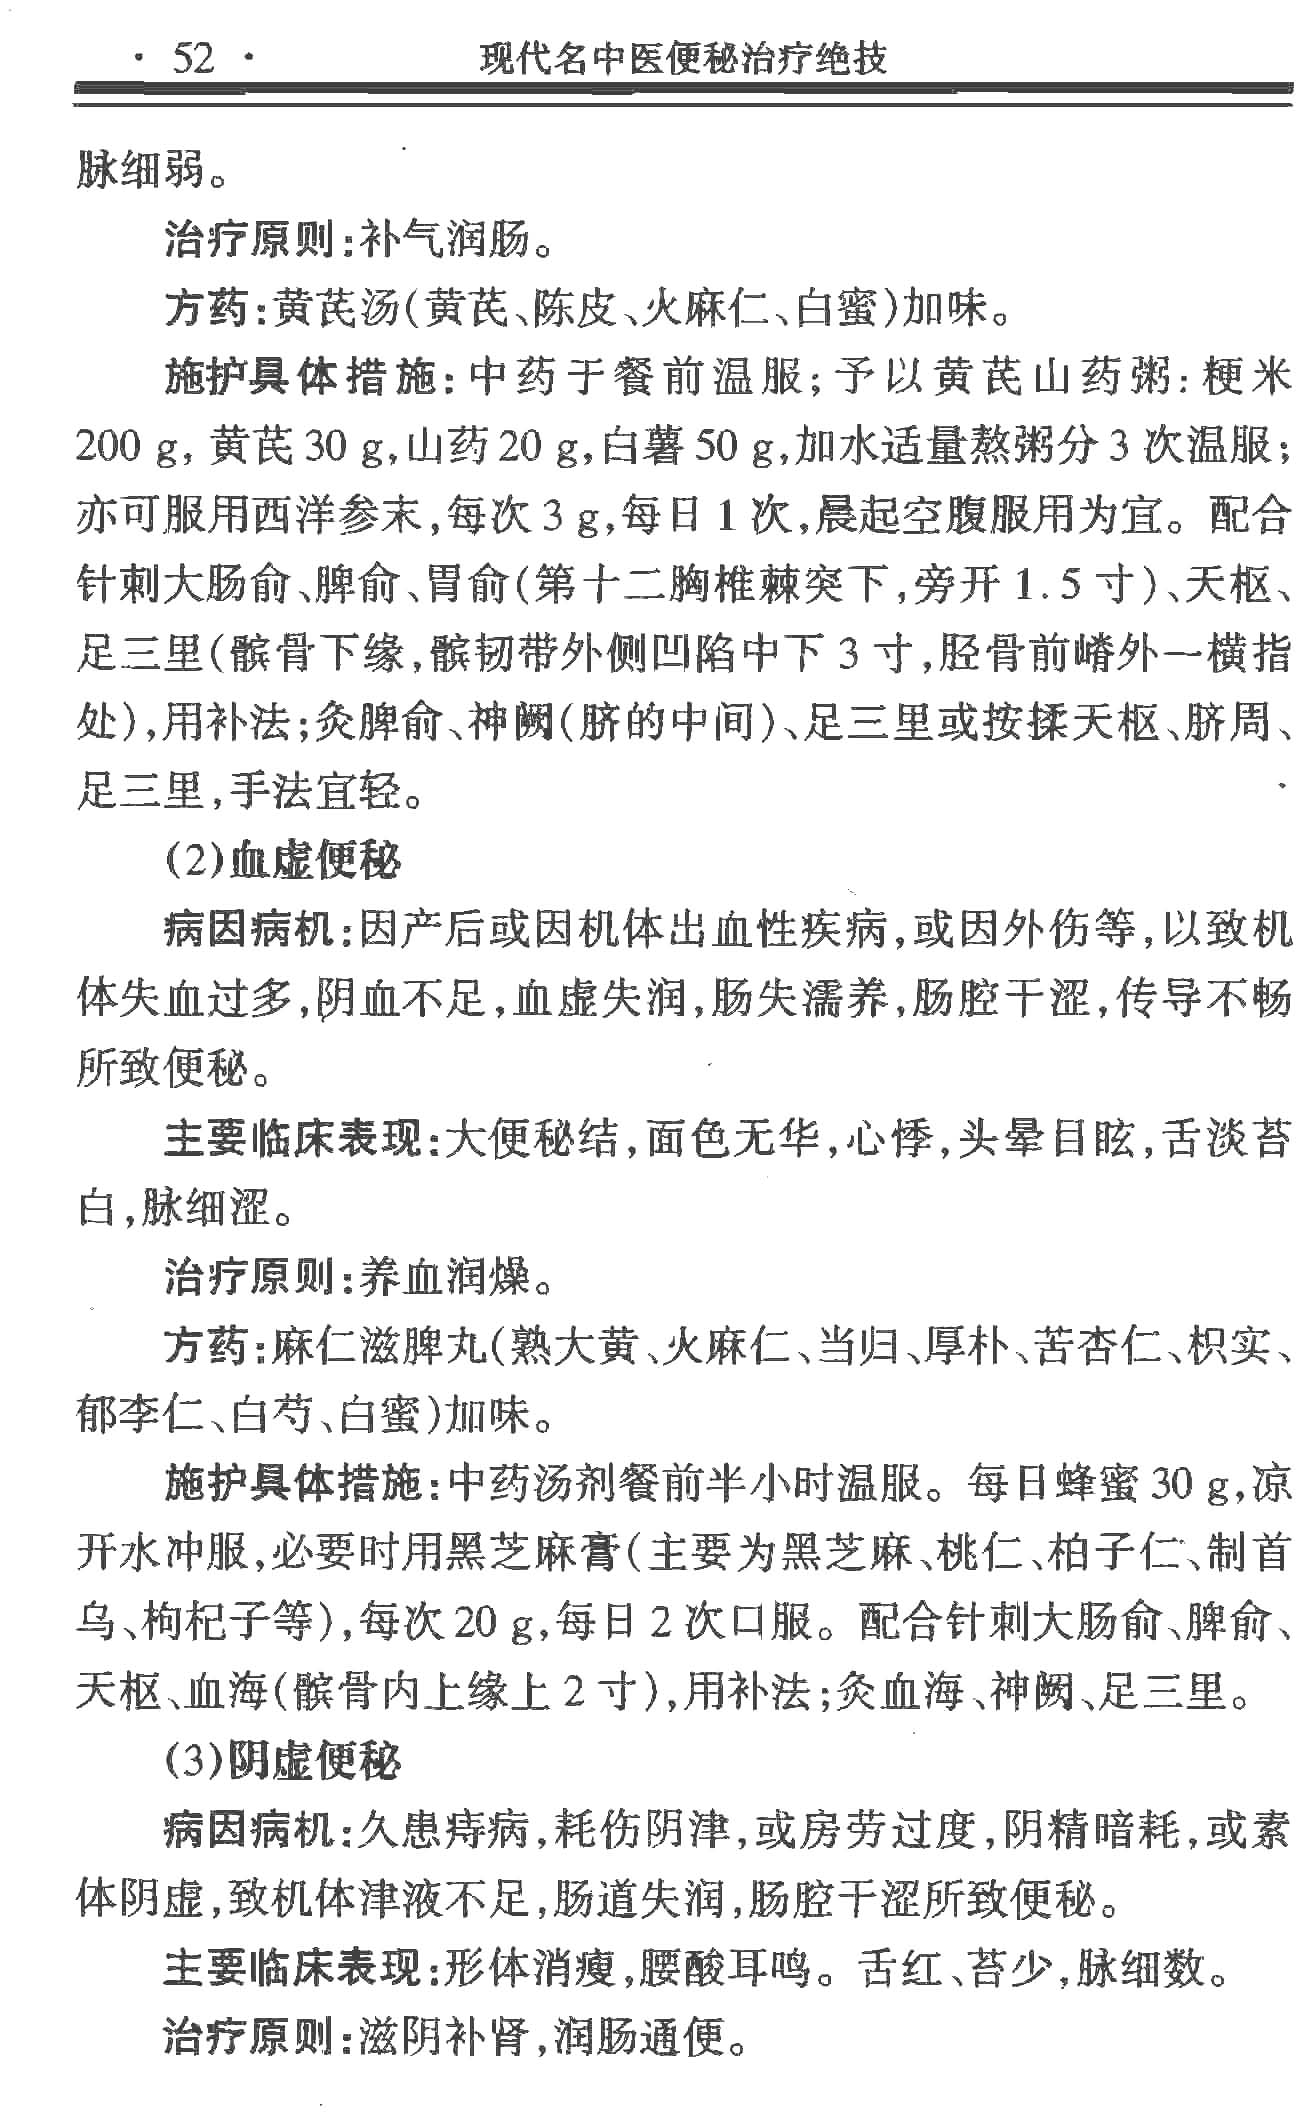 · 52 · 现代名中医便秘治疗绝技
脉细弱。
治疗原则:补气润肠。
方药:黄芪汤(黄芪、陈皮、火麻仁、白蜜)加味。
施护具体措施:中药于餐前温服;予以黄芪山药粥:粳米
200 g, 黄芪 30 g,山药 20 g,白薯 50 g,加水适量熬粥分 3 次温服;
亦可服用西洋参末,每次 3 g,每日 1 次,晨起空腹服用为宜。配合
针刺大肠俞、脾俞、胃俞(第十二胸椎棘突下,旁开 1.5 寸)、天枢、
足三里(髌骨下缘,髌韧带外侧凹陷中下 3 寸,胫骨前嵴外一横指
处),用补法;灸脾俞、神阙(脐的中间)、足三里或按揉天枢、脐周、
足三里,手法宜轻。
(2)血虚便秘
病因病机:因产后或因机体出血性疾病,或因外伤等,以致机
体失血过多,阴血不足,血虚失润,肠失濡养,肠腔干涩,传导不畅
所致便秘。
主要临床表现:大便秘结,面色无华,心悸,头晕目眩,舌淡苔
白,脉细涩。
治疗原则:养血润燥。
方药:麻仁滋脾丸(熟大黄、火麻仁、当归、厚朴、苦杏仁、枳实、
郁李仁、白芍、白蜜)加味。
施护具体措施:中药汤剂餐前半小时温服。每日蜂蜜 30 g,凉
开水冲服,必要时用黑芝麻膏(主要为黑芝麻、桃仁、柏子仁、制首
乌、枸杞子等),每次 20 g,每日 2 次口服。配合针刺大肠俞、脾俞、
天枢、血海(髌骨内上缘上 2 寸),用补法;灸血海、神阙、足三里。
(3)阴虚便秘
病因病机:久患痔病,耗伤阴津,或房劳过度,阴精暗耗,或素
体阴虚,致机体津液不足,肠道失润,肠腔干涩所致便秘。
主要临床表现:形体消瘦,腰酸耳鸣。舌红、苔少,脉细数。
治疗原则:滋阴补肾,润肠通便。